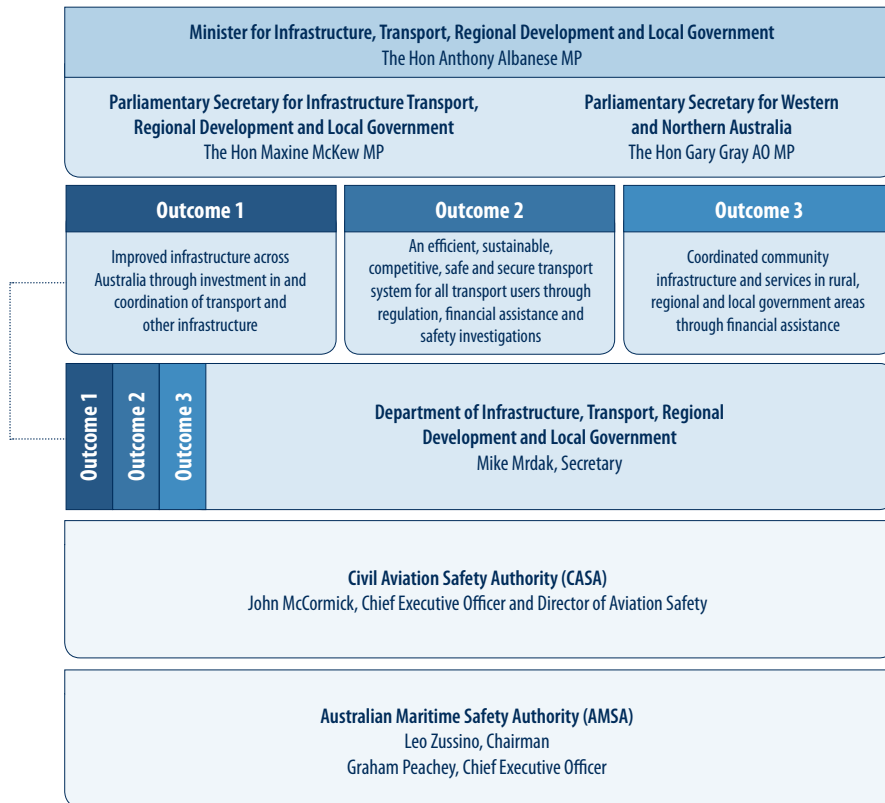 Minister for Infrastructure, Transport, Regional Development and Local Government
The Hon Anthony Albanese MP
Parliamentary Secretary for Infrastructure Transport,
Regional Development and Local Government
The Hon Maxine McKew MP
Parliamentary Secretary for Western
and Northern Australia
The Hon Gary Gray AO MP
Outcome 1
Improved infrastructure across
Australia through investment in and
coordination of transport and
other infrastructure
Outcome 2
An efficient, sustainable,
competitive, safe and secure transport
system for all transport users through
regulation, financial assistance and
safety investigations
Outcome 3
Coordinated community
infrastructure and services in rural,
regional and local government areas
through financial assistance
Outcome 1
Outcome 2
Outcome 3
Department of Infrastructure, Transport, Regional
Development and Local Government
Mike Mrdak, Secretary
Civil Aviation Safety Authority (CASA)
John McCormick, Chief Executive Officer and Director of Aviation Safety
Australian Maritime Safety Authority (AMSA)
Leo Zussino, Chairman
Graham Peachey, Chief Executive Officer